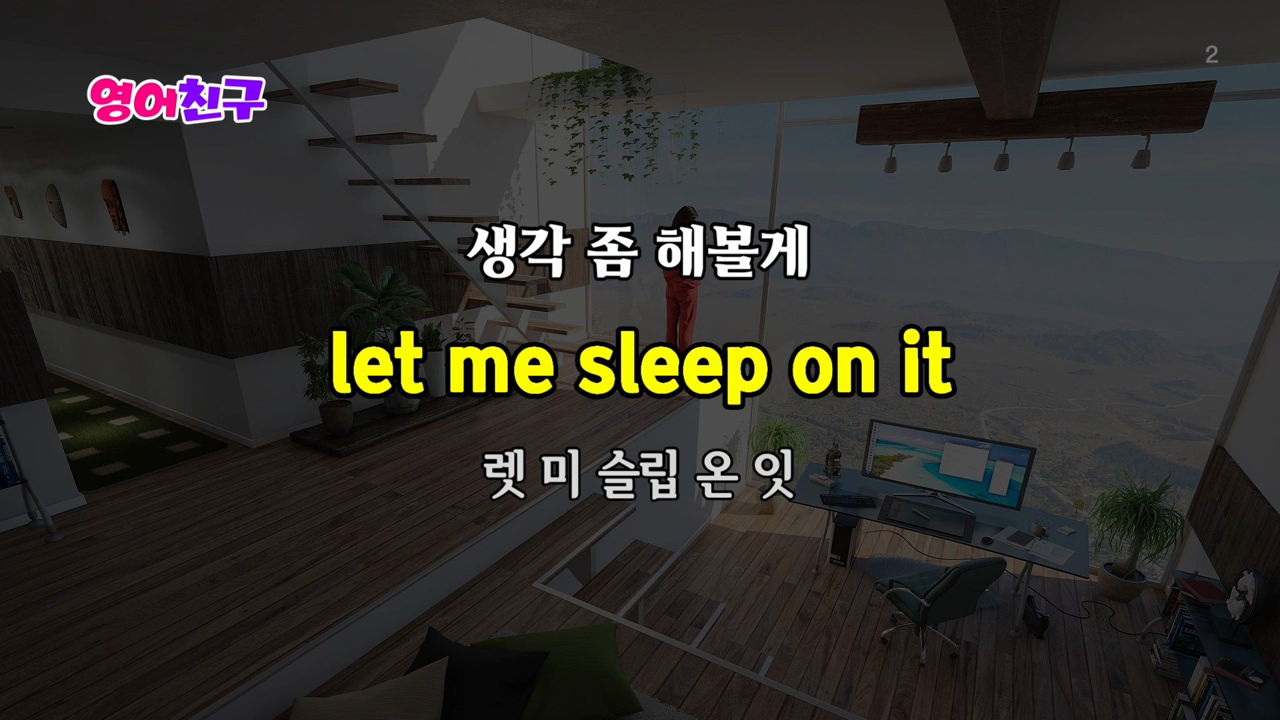 영어친구
2
생각 좀 해볼게
let me sleep on it
렛 미 슬립 온 잇